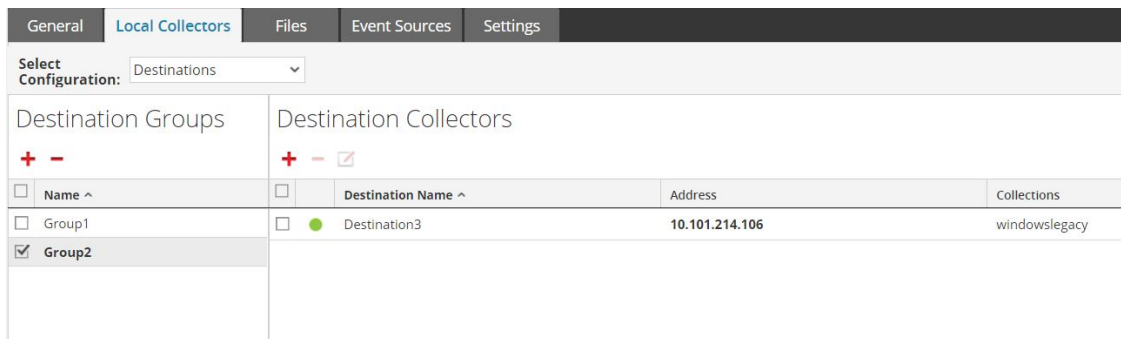 General Local Collectors Files Event Sources Settings
Select Configuration: Destinations
Destination Groups Destination Collectors
Name Destination Name Address Collections
Group1 Destination3 10.101.214.106 windowslegacy
Group2